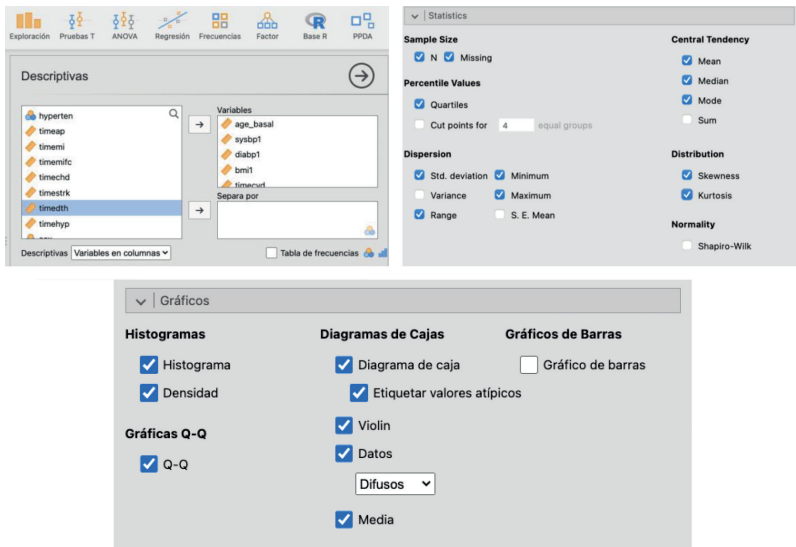 Exploración Pruebas T ANOVA Regresión Frecuencias Factor Base R PPDA
Descriptivas
hyperten
timeap
timemi
timemifc
timechd
timestrk
timedth
timehyp
Variables
age_basal
sysbp1
diabp1
bmi1
timecvd
Separa por
Descriptivas Variables en columnas
Tabla de frecuencias
Statistics
Sample Size
N Missing
Percentile Values
Quartiles
Cut points for 4 equal groups
Dispersion
Std. deviation Minimum
Variance Maximum
Range S. E. Mean
Central Tendency
Mean
Median
Mode
Sum
Distribution
Skewness
Kurtosis
Normality
Shapiro-Wilk
Gráficos
Histogramas
Histograma
Densidad
Gráficas Q-Q
Q-Q
Diagramas de Cajas
Diagrama de caja
Etiquetar valores atípicos
Violin
Datos
Difusos
Media
Gráficos de Barras
Gráfico de barras